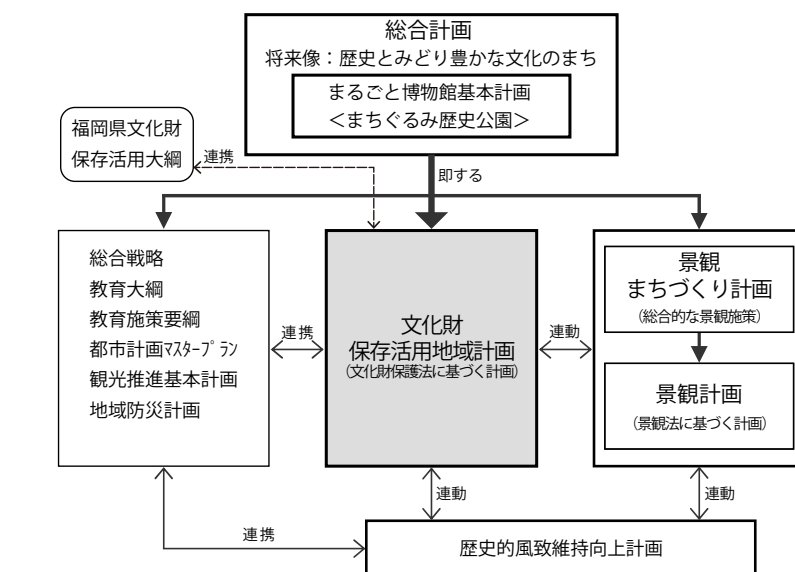 総合計画
将来像：歴史とみどり豊かな文化のまち
まるごと博物館基本計画
＜まちぐるみ歴史公園＞
福岡県文化財
保存活用大綱
連携
即する
総合戦略
教育大綱
教育施策要綱
都市計画ﾏｽﾀｰﾌﾟﾗﾝ
観光推進基本計画
地域防災計画
連携
文化財
保存活用地域計画
（文化財保護法に基づく計画）
連動
景観
まちづくり計画
（総合的な景観施策）
景観計画
（景観法に基づく計画）
連動
連動
連携
歴史的風致維持向上計画